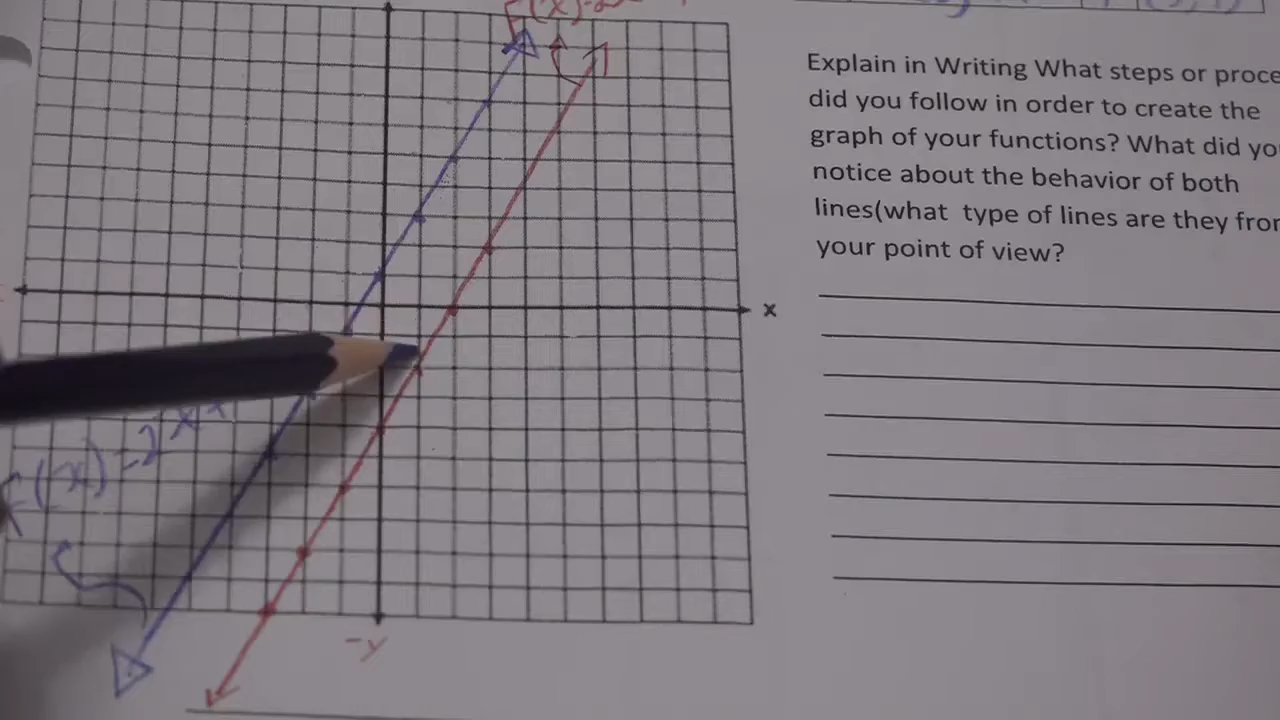 Explain in Writing What steps or proce
did you follow in order to create the
graph of your functions? What did yo
notice about the behavior of both
lines(what type of lines are they fror
your point of view?
x
-y